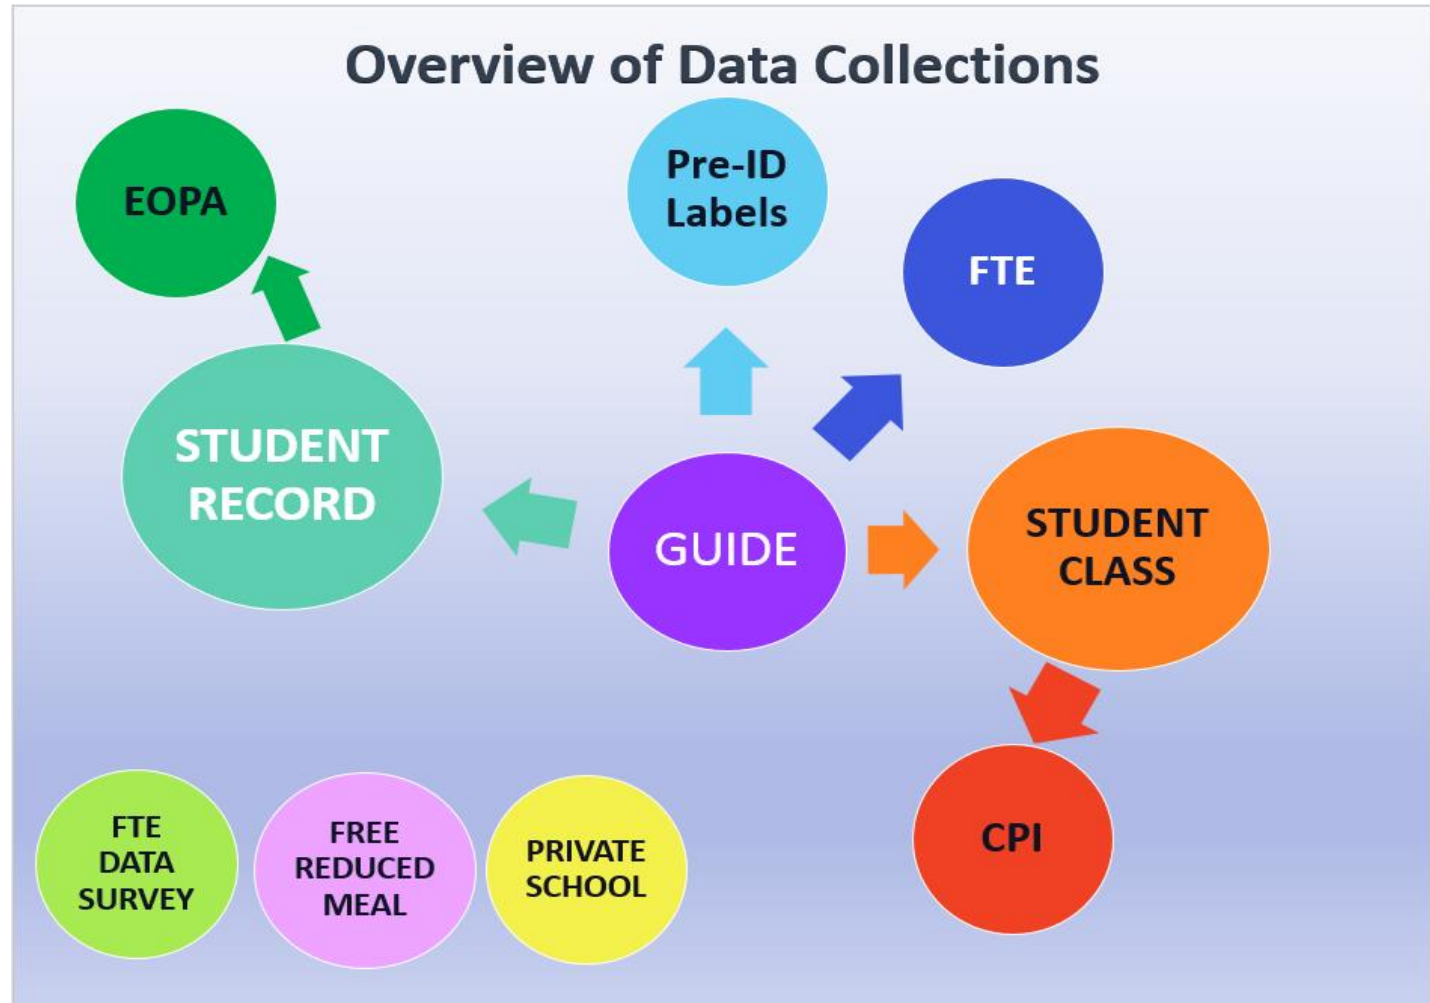 Overview of Data Collections
EOPA
Pre-ID
Labels
FTE
STUDENT
RECORD
GUIDE
STUDENT
CLASS
CPI
FTE
DATA
SURVEY
FREE
REDUCED
MEAL
PRIVATE
SCHOOL